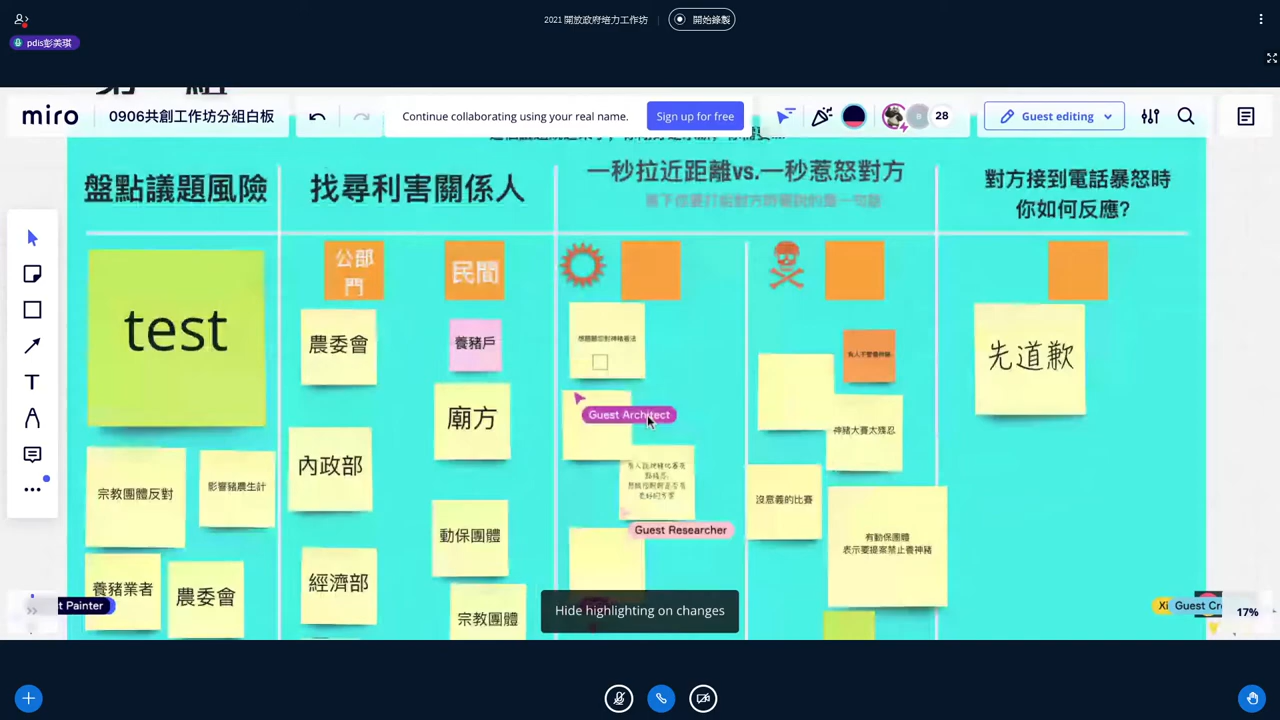 2021 開放政府培力工作坊
開始錄製
pdis彭美琪
miro
0906共創工作坊分組白板
Continue collaborating using your real name.
Sign up for free
28
Guest editing
盤點議題風險
找尋利害關係人
一秒拉近距離vs.一秒惹怒對方
對方接到電話暴怒時
你如何反應?
公部
門
民間
test
農委會
養豬戶
先道歉
廟方
Guest Architect
神豬大賽太殘忍
內政部
宗教團體反對
影響豬農生計
沒意義的比賽
動保團體
Guest Researcher
有動保團體
表示要提案禁止養神豬
經濟部
養豬業者
農委會
宗教團體
t Painter
Hide highlighting on changes
Xi
Guest Cr
17%